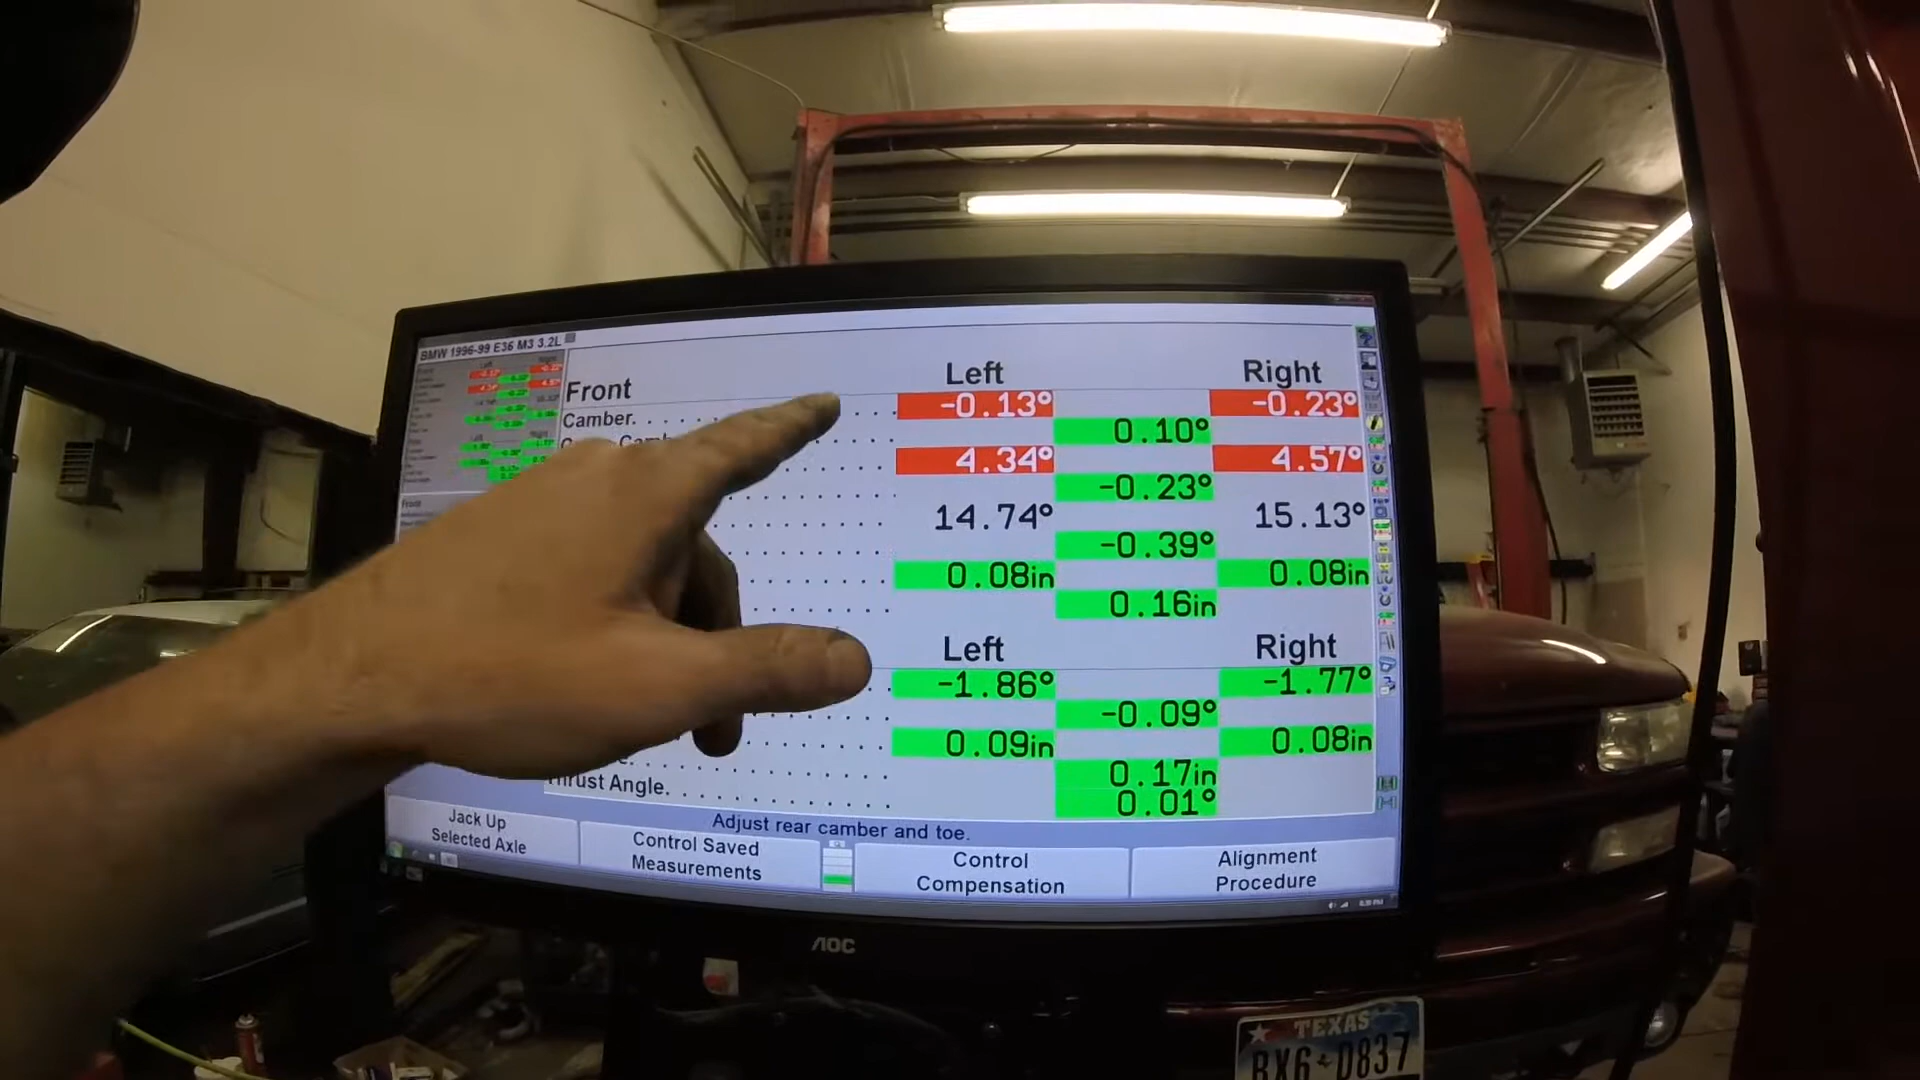 BMW 1996-99 E36 M3 3.2L
Front Left Right
Camber -0.13° -0.23°
0.10°
4.34° 4.57°
-0.23°
14.74° 15.13°
-0.39°
0.08in 0.08in
0.16in
Left Right
-1.86° -1.77°
-0.09°
0.09in 0.08in
0.17in
Thrust Angle 0.01°
Adjust rear camber and toe.
Jack Up
Selected Axle
Control Saved
Measurements
Control
Compensation
Alignment
Procedure
AOC
TEXAS
BX6 D837